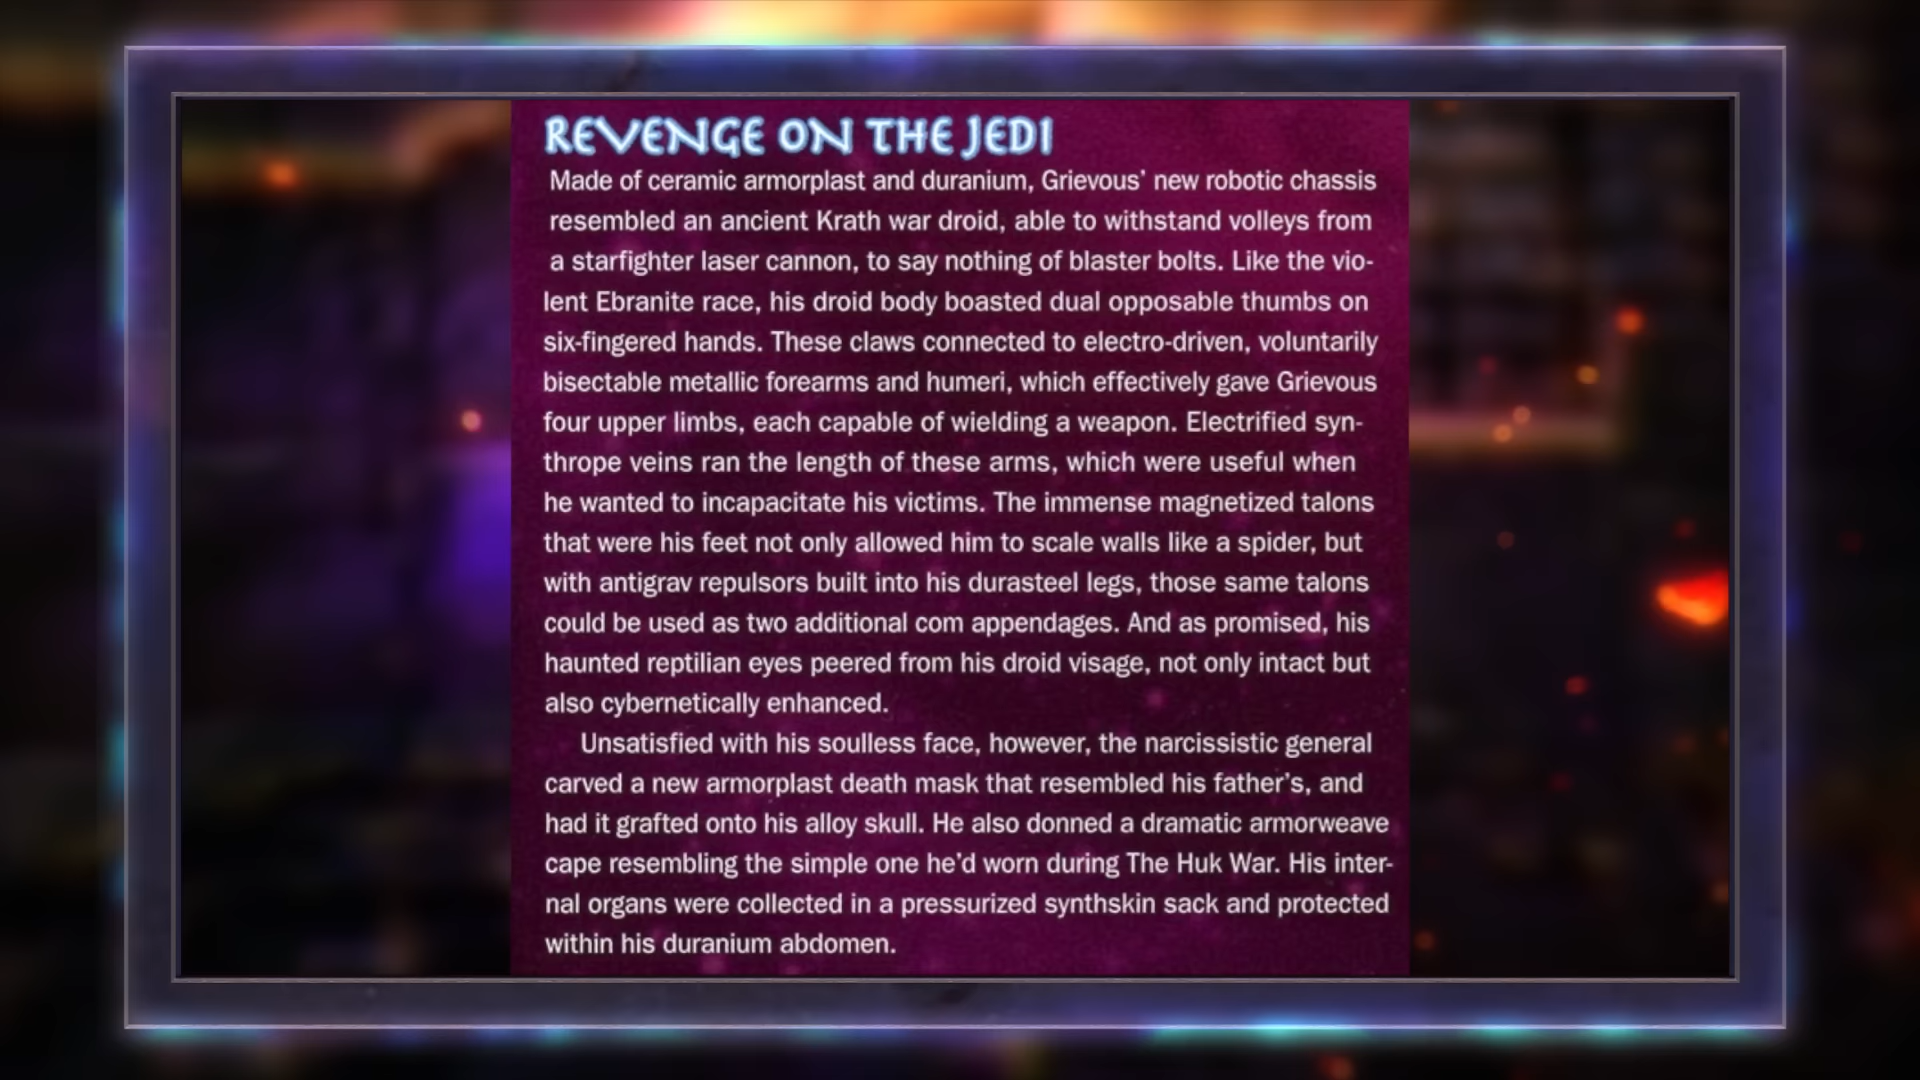 REVENGE ON THE JEDI
Made of ceramic armorplast and duranium, Grievous’ new robotic chassis
resembled an ancient Krath war droid, able to withstand volleys from
a starfighter laser cannon, to say nothing of blaster bolts. Like the vio-
lent Ebranite race, his droid body boasted dual opposable thumbs on
six-fingered hands. These claws connected to electro-driven, voluntarily
bisectable metallic forearms and humeri, which effectively gave Grievous
four upper limbs, each capable of wielding a weapon. Electrified syn-
thrope veins ran the length of these arms, which were useful when
he wanted to incapacitate his victims. The immense magnetized talons
that were his feet not only allowed him to scale walls like a spider, but
with antigrav repulsors built into his durasteel legs, those same talons
could be used as two additional com appendages. And as promised, his
haunted reptilian eyes peered from his droid visage, not only intact but
also cybernetically enhanced.
Unsatisfied with his soulless face, however, the narcissistic general
carved a new armorplast death mask that resembled his father’s, and
had it grafted onto his alloy skull. He also donned a dramatic armorweave
cape resembling the simple one he’d worn during The Huk War. His inter-
nal organs were collected in a pressurized synthskin sack and protected
within his duranium abdomen.